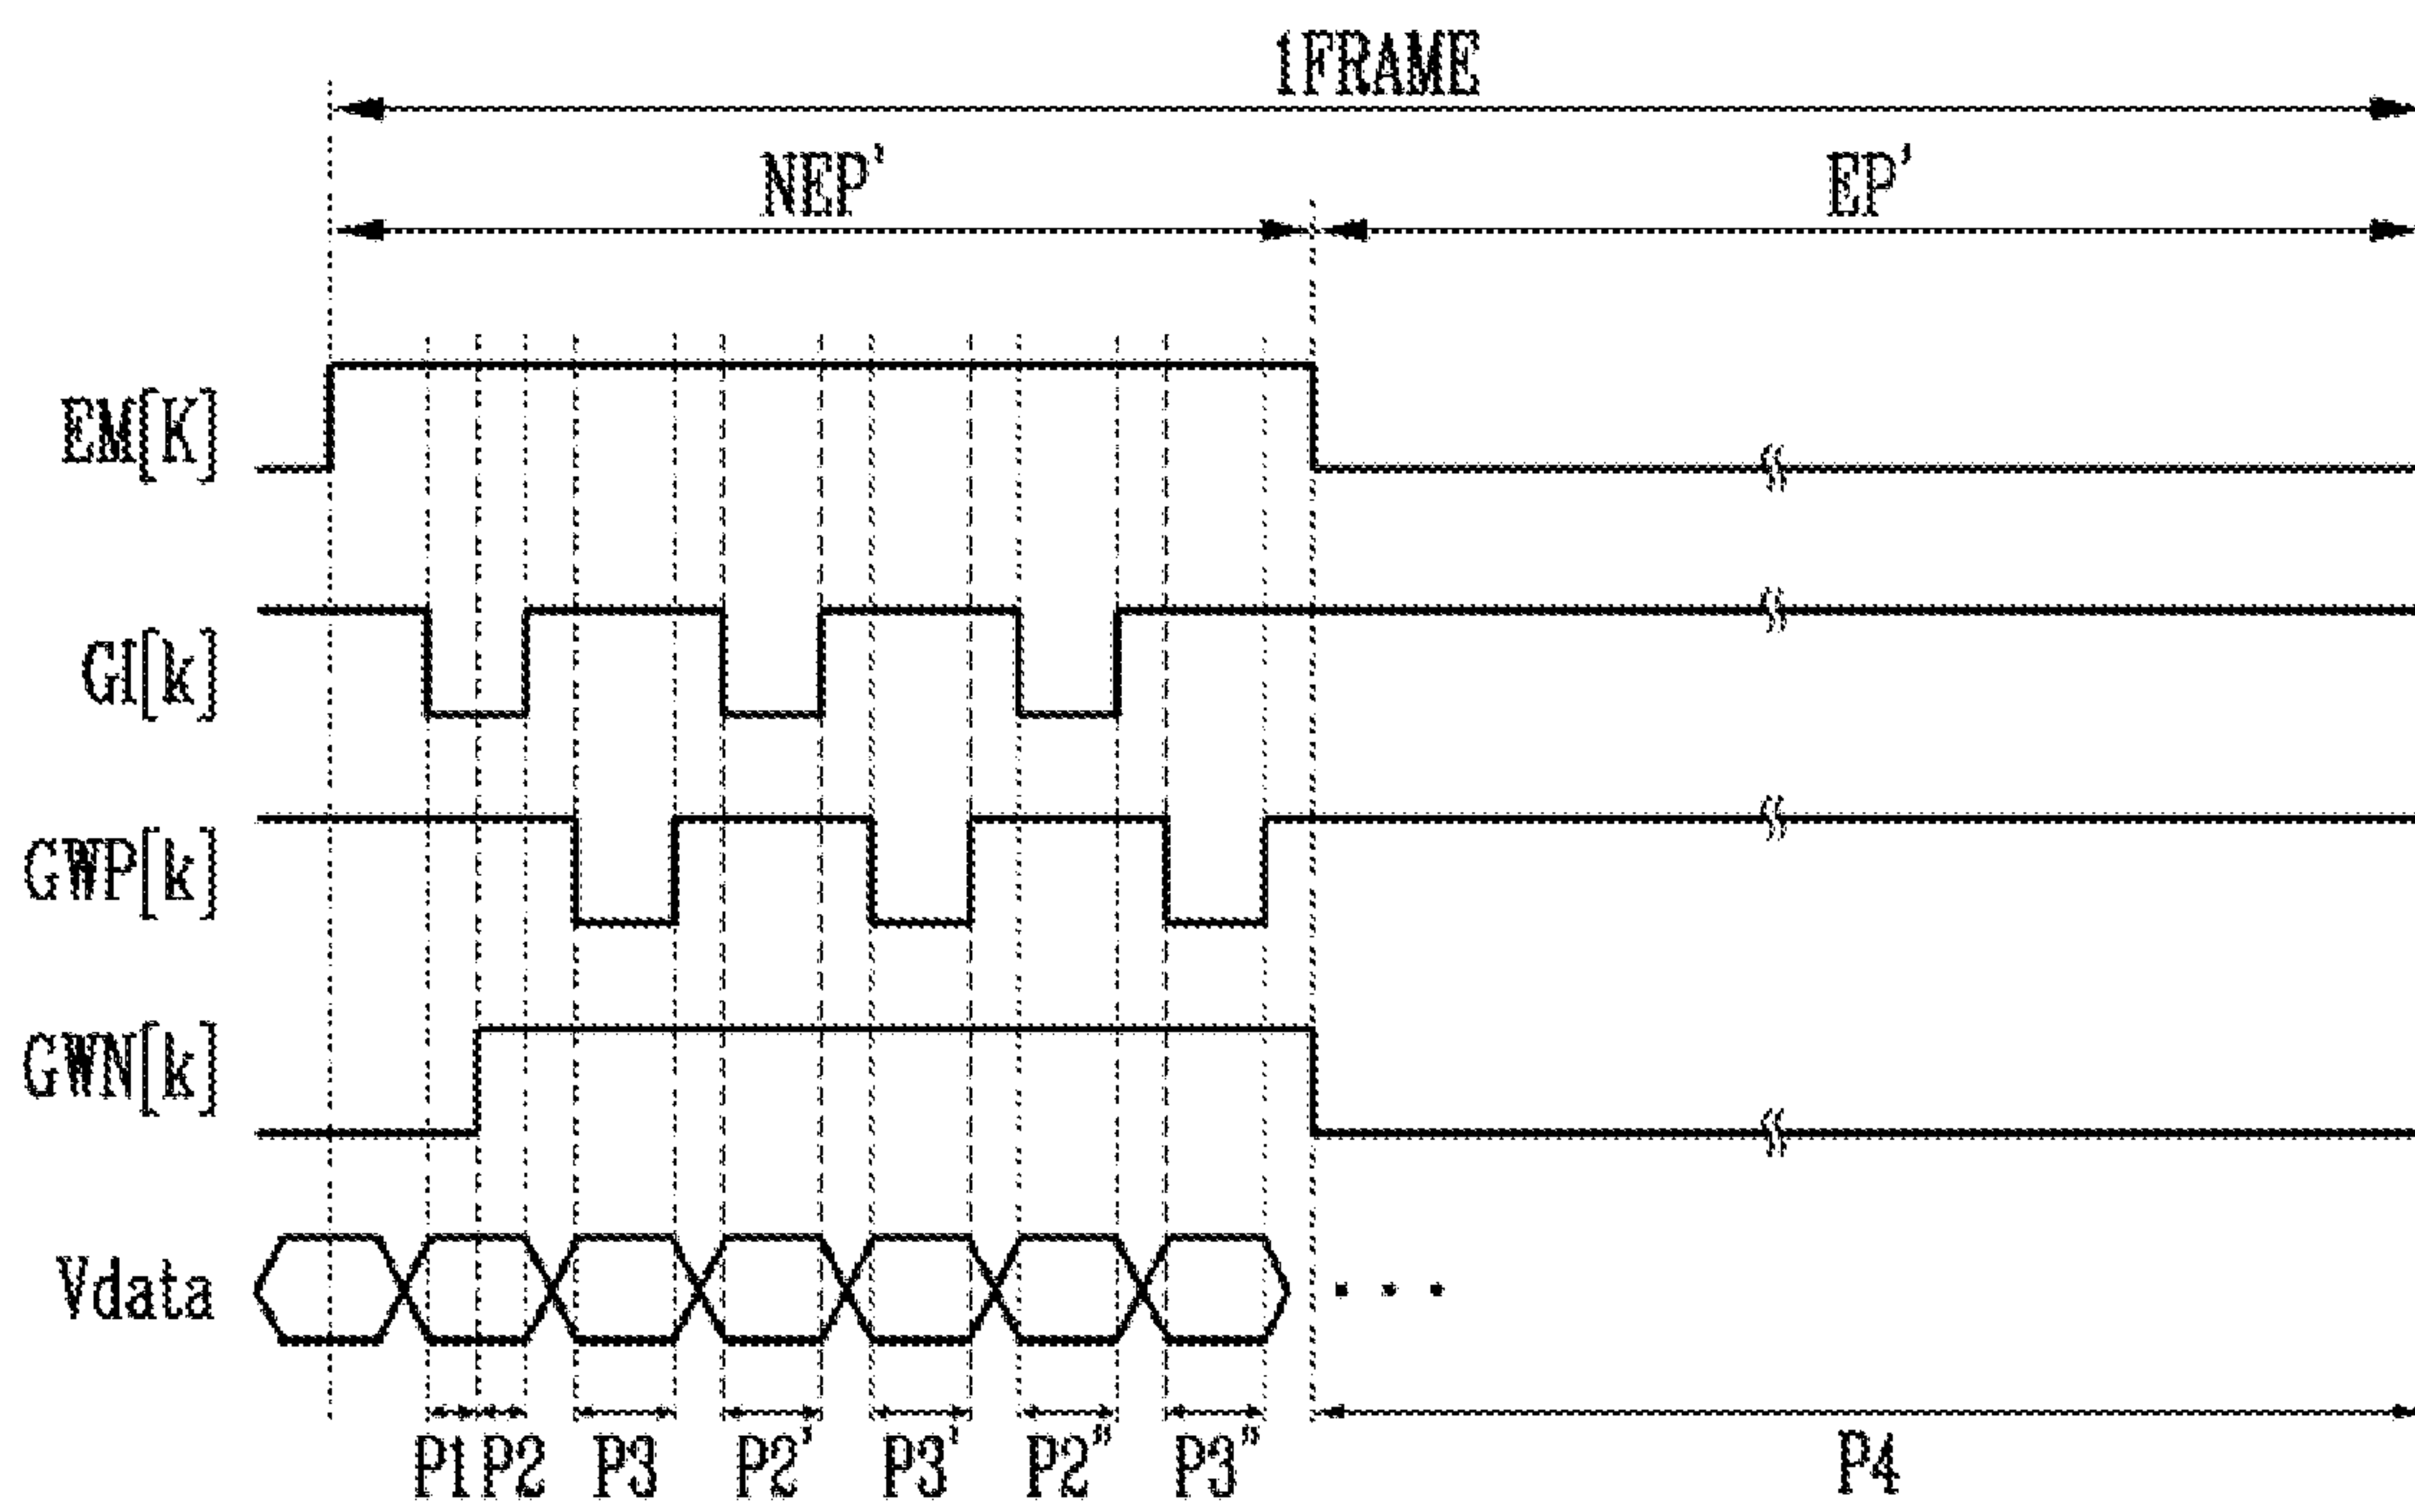 1FRAME
NEP' EP'
EM[K]
GI[k]
GWP[k]
GWN[k]
Vdata
P1 P2 P3 P2' P3' P2" P3" P4